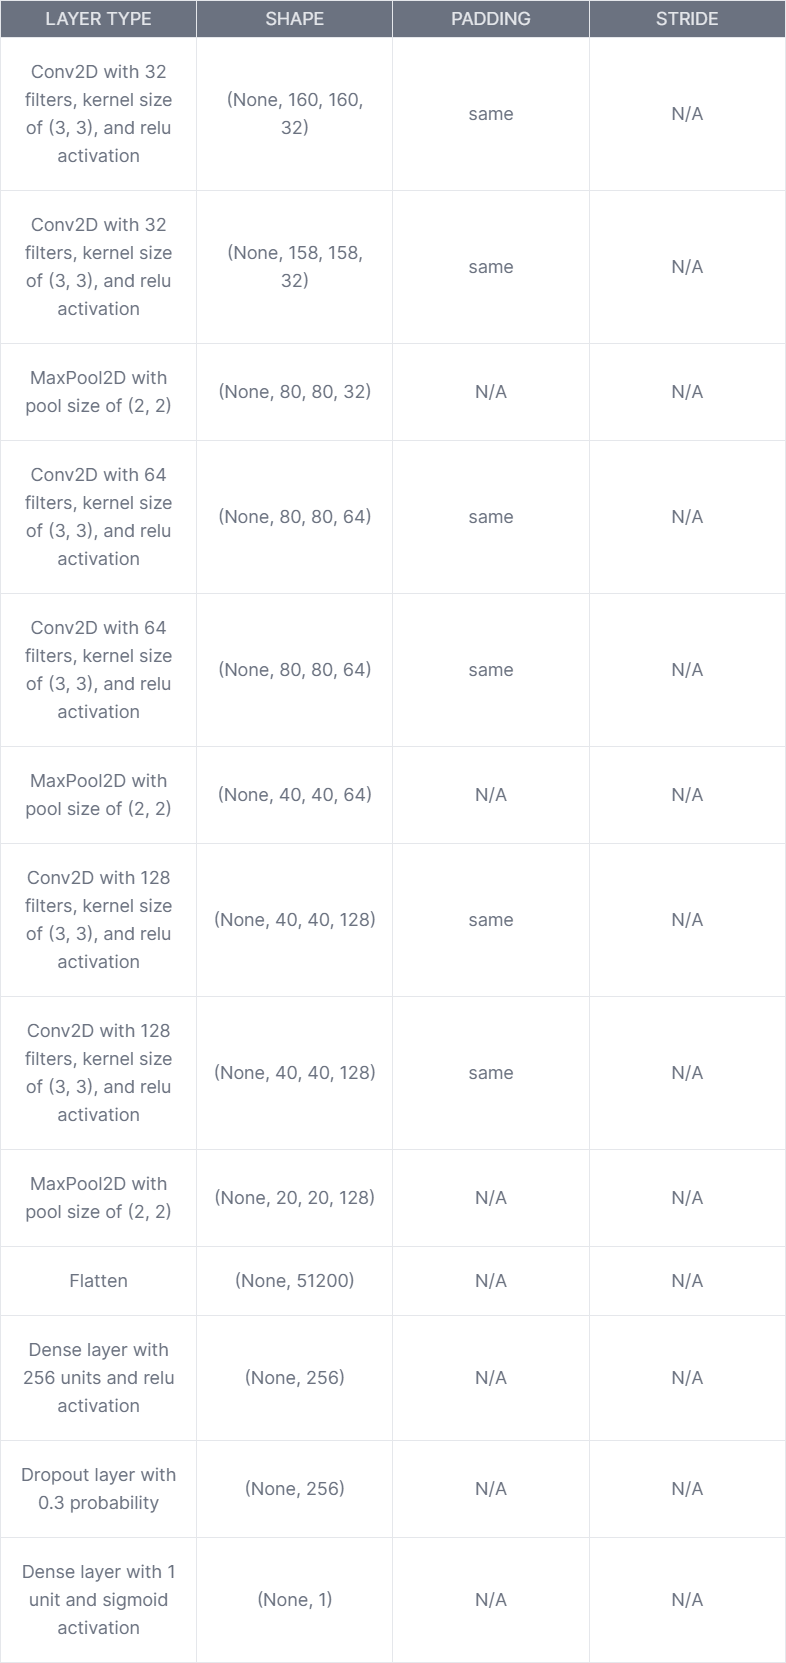 LAYER TYPE SHAPE PADDING STRIDE
Conv2D with 32
filters, kernel size
of (3, 3), and relu
activation
(None, 160, 160,
32)
same
N/A
Conv2D with 32
filters, kernel size
of (3, 3), and relu
activation
(None, 158, 158,
32)
same
N/A
MaxPool2D with
pool size of (2, 2)
(None, 80, 80, 32)
N/A
N/A
Conv2D with 64
filters, kernel size
of (3, 3), and relu
activation
(None, 80, 80, 64)
same
N/A
Conv2D with 64
filters, kernel size
of (3, 3), and relu
activation
(None, 80, 80, 64)
same
N/A
MaxPool2D with
pool size of (2, 2)
(None, 40, 40, 64)
N/A
N/A
Conv2D with 128
filters, kernel size
of (3, 3), and relu
activation
(None, 40, 40, 128)
same
N/A
Conv2D with 128
filters, kernel size
of (3, 3), and relu
activation
(None, 40, 40, 128)
same
N/A
MaxPool2D with
pool size of (2, 2)
(None, 20, 20, 128)
N/A
N/A
Flatten
(None, 51200)
N/A
N/A
Dense layer with
256 units and relu
activation
(None, 256)
N/A
N/A
Dropout layer with
0.3 probability
(None, 256)
N/A
N/A
Dense layer with 1
unit and sigmoid
activation
(None, 1)
N/A
N/A